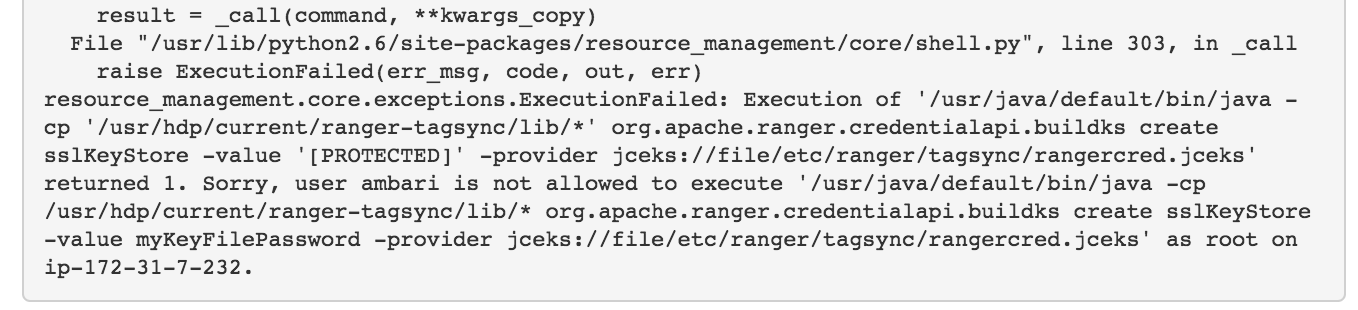 result = _call(command, **kwargs_copy)
File "/usr/lib/python2.6/site-packages/resource_management/core/shell.py", line 303, in _call
raise ExecutionFailed(err_msg, code, out, err)
resource_management.core.exceptions.ExecutionFailed: Execution of '/usr/java/default/bin/java -
cp '/usr/hdp/current/ranger-tagsync/lib/*' org.apache.ranger.credentialapi.buildks create
sslKeyStore -value '[PROTECTED]' -provider jceks://file/etc/ranger/tagsync/rangercred.jceks'
returned 1. Sorry, user ambari is not allowed to execute '/usr/java/default/bin/java -cp
/usr/hdp/current/ranger-tagsync/lib/* org.apache.ranger.credentialapi.buildks create sslKeyStore
-value myKeyFilePassword -provider jceks://file/etc/ranger/tagsync/rangercred.jceks' as root on
ip-172-31-7-232.